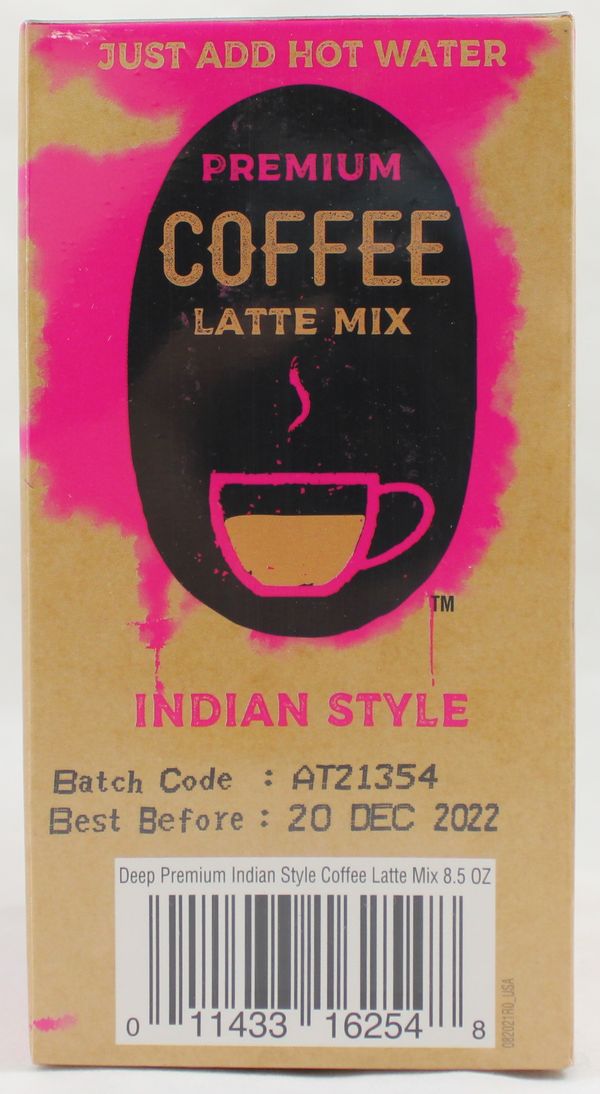 JUST ADD HOT WATER
PREMIUM
COFFEE
LATTE MIX
TM
INDIAN STYLE
Batch Code : AT21354
Best Before : 20 DEC 2022
Deep Premium Indian Style Coffee Latte Mix 8.5 OZ
0 11433 16254 8
082021R0_USA